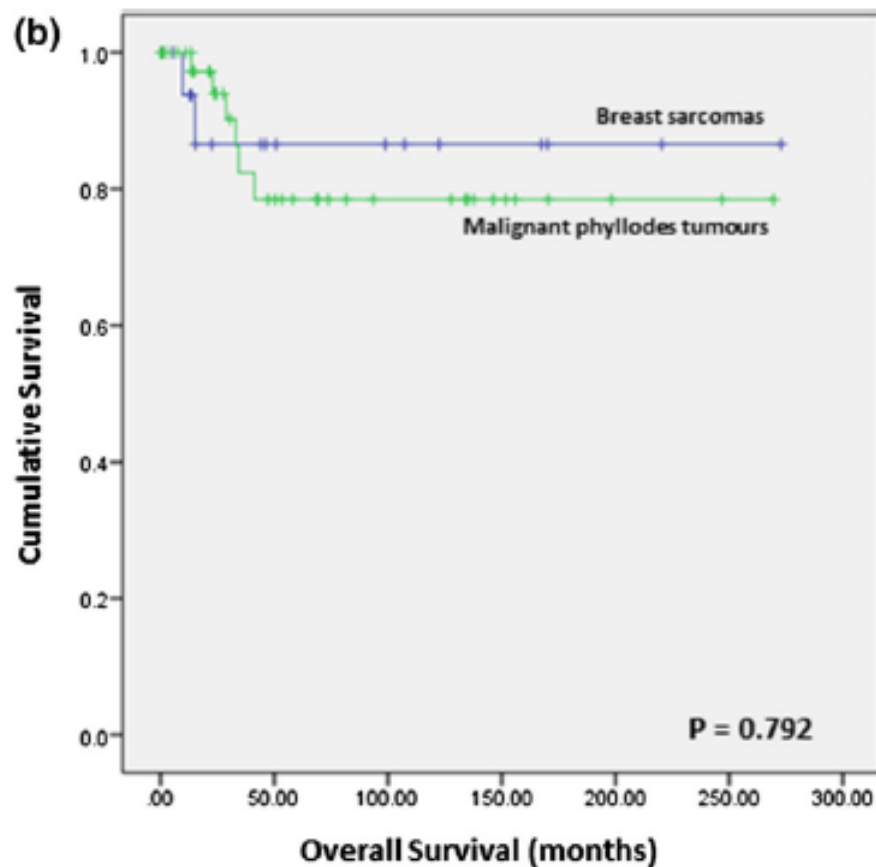 (b)
1.0
Breast sarcomas
0.8
Malignant phyllodes tumours
0.6
0.4
0.2
0.0
P = 0.792
.00 50.00 100.00 150.00 200.00 250.00 300.00
Cumulative Survival
Overall Survival (months)